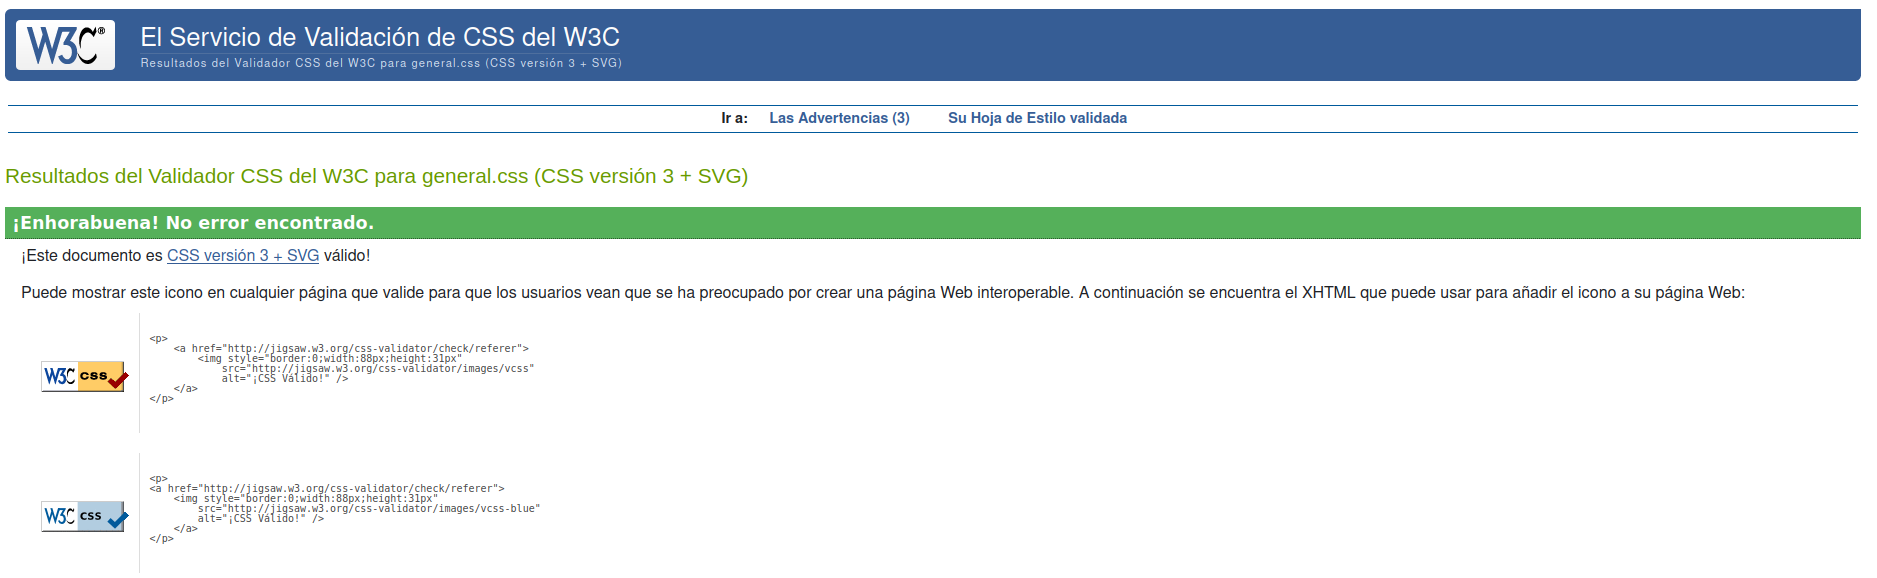 W3C®
El Servicio de Validación de CSS del W3C
Resultados del Validador CSS del W3C para general.css (CSS versión 3 + SVG)
Ir a: Las Advertencias (3) Su Hoja de Estilo validada
Resultados del Validador CSS del W3C para general.css (CSS versión 3 + SVG)
¡Enhorabuena! No error encontrado.
¡Este documento es CSS versión 3 + SVG válido!
Puede mostrar este icono en cualquier página que valide para que los usuarios vean que se ha preocupado por crear una página Web interoperable. A continuación se encuentra el XHTML que puede usar para añadir el icono a su página Web:
W3C CSS
<p>
<a href="http://jigsaw.w3.org/css-validator/check/referer">
<img style="border:0;width:88px;height:31px"
src="http://jigsaw.w3.org/css-validator/images/vcss"
alt="¡CSS Válido!" />
</a>
</p>
W3C CSS
<p>
<a href="http://jigsaw.w3.org/css-validator/check/referer">
<img style="border:0;width:88px;height:31px"
src="http://jigsaw.w3.org/css-validator/images/vcss-blue"
alt="¡CSS Válido!" />
</a>
</p>